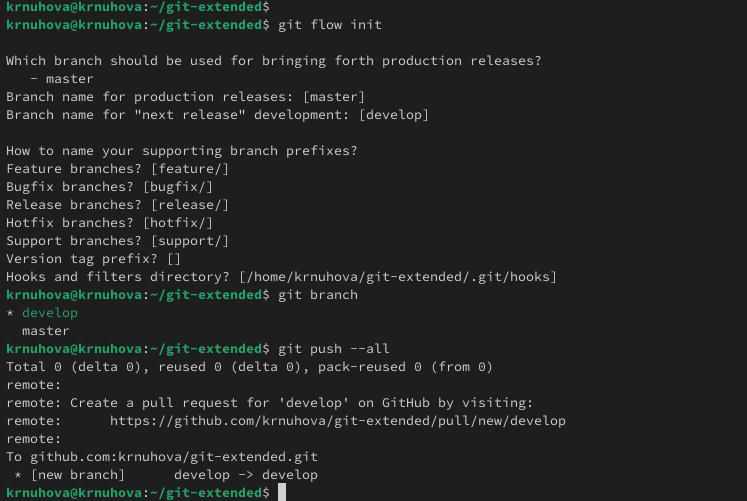 krnuhova@krnuhova:~/git-extended$
krnuhova@krnuhova:~/git-extended$ git flow init

Which branch should be used for bringing forth production releases?
   - master
Branch name for production releases: [master]
Branch name for "next release" development: [develop]

How to name your supporting branch prefixes?
Feature branches? [feature/]
Bugfix branches? [bugfix/]
Release branches? [release/]
Hotfix branches? [hotfix/]
Support branches? [support/]
Version tag prefix? []
Hooks and filters directory? [/home/krnuhova/git-extended/.git/hooks]
krnuhova@krnuhova:~/git-extended$ git branch
* develop
  master
krnuhova@krnuhova:~/git-extended$ git push --all
Total 0 (delta 0), reused 0 (delta 0), pack-reused 0 (from 0)
remote:
remote: Create a pull request for 'develop' on GitHub by visiting:
remote:      https://github.com/krnuhova/git-extended/pull/new/develop
remote:
To github.com:krnuhova/git-extended.git
 * [new branch]      develop -> develop
krnuhova@krnuhova:~/git-extended$